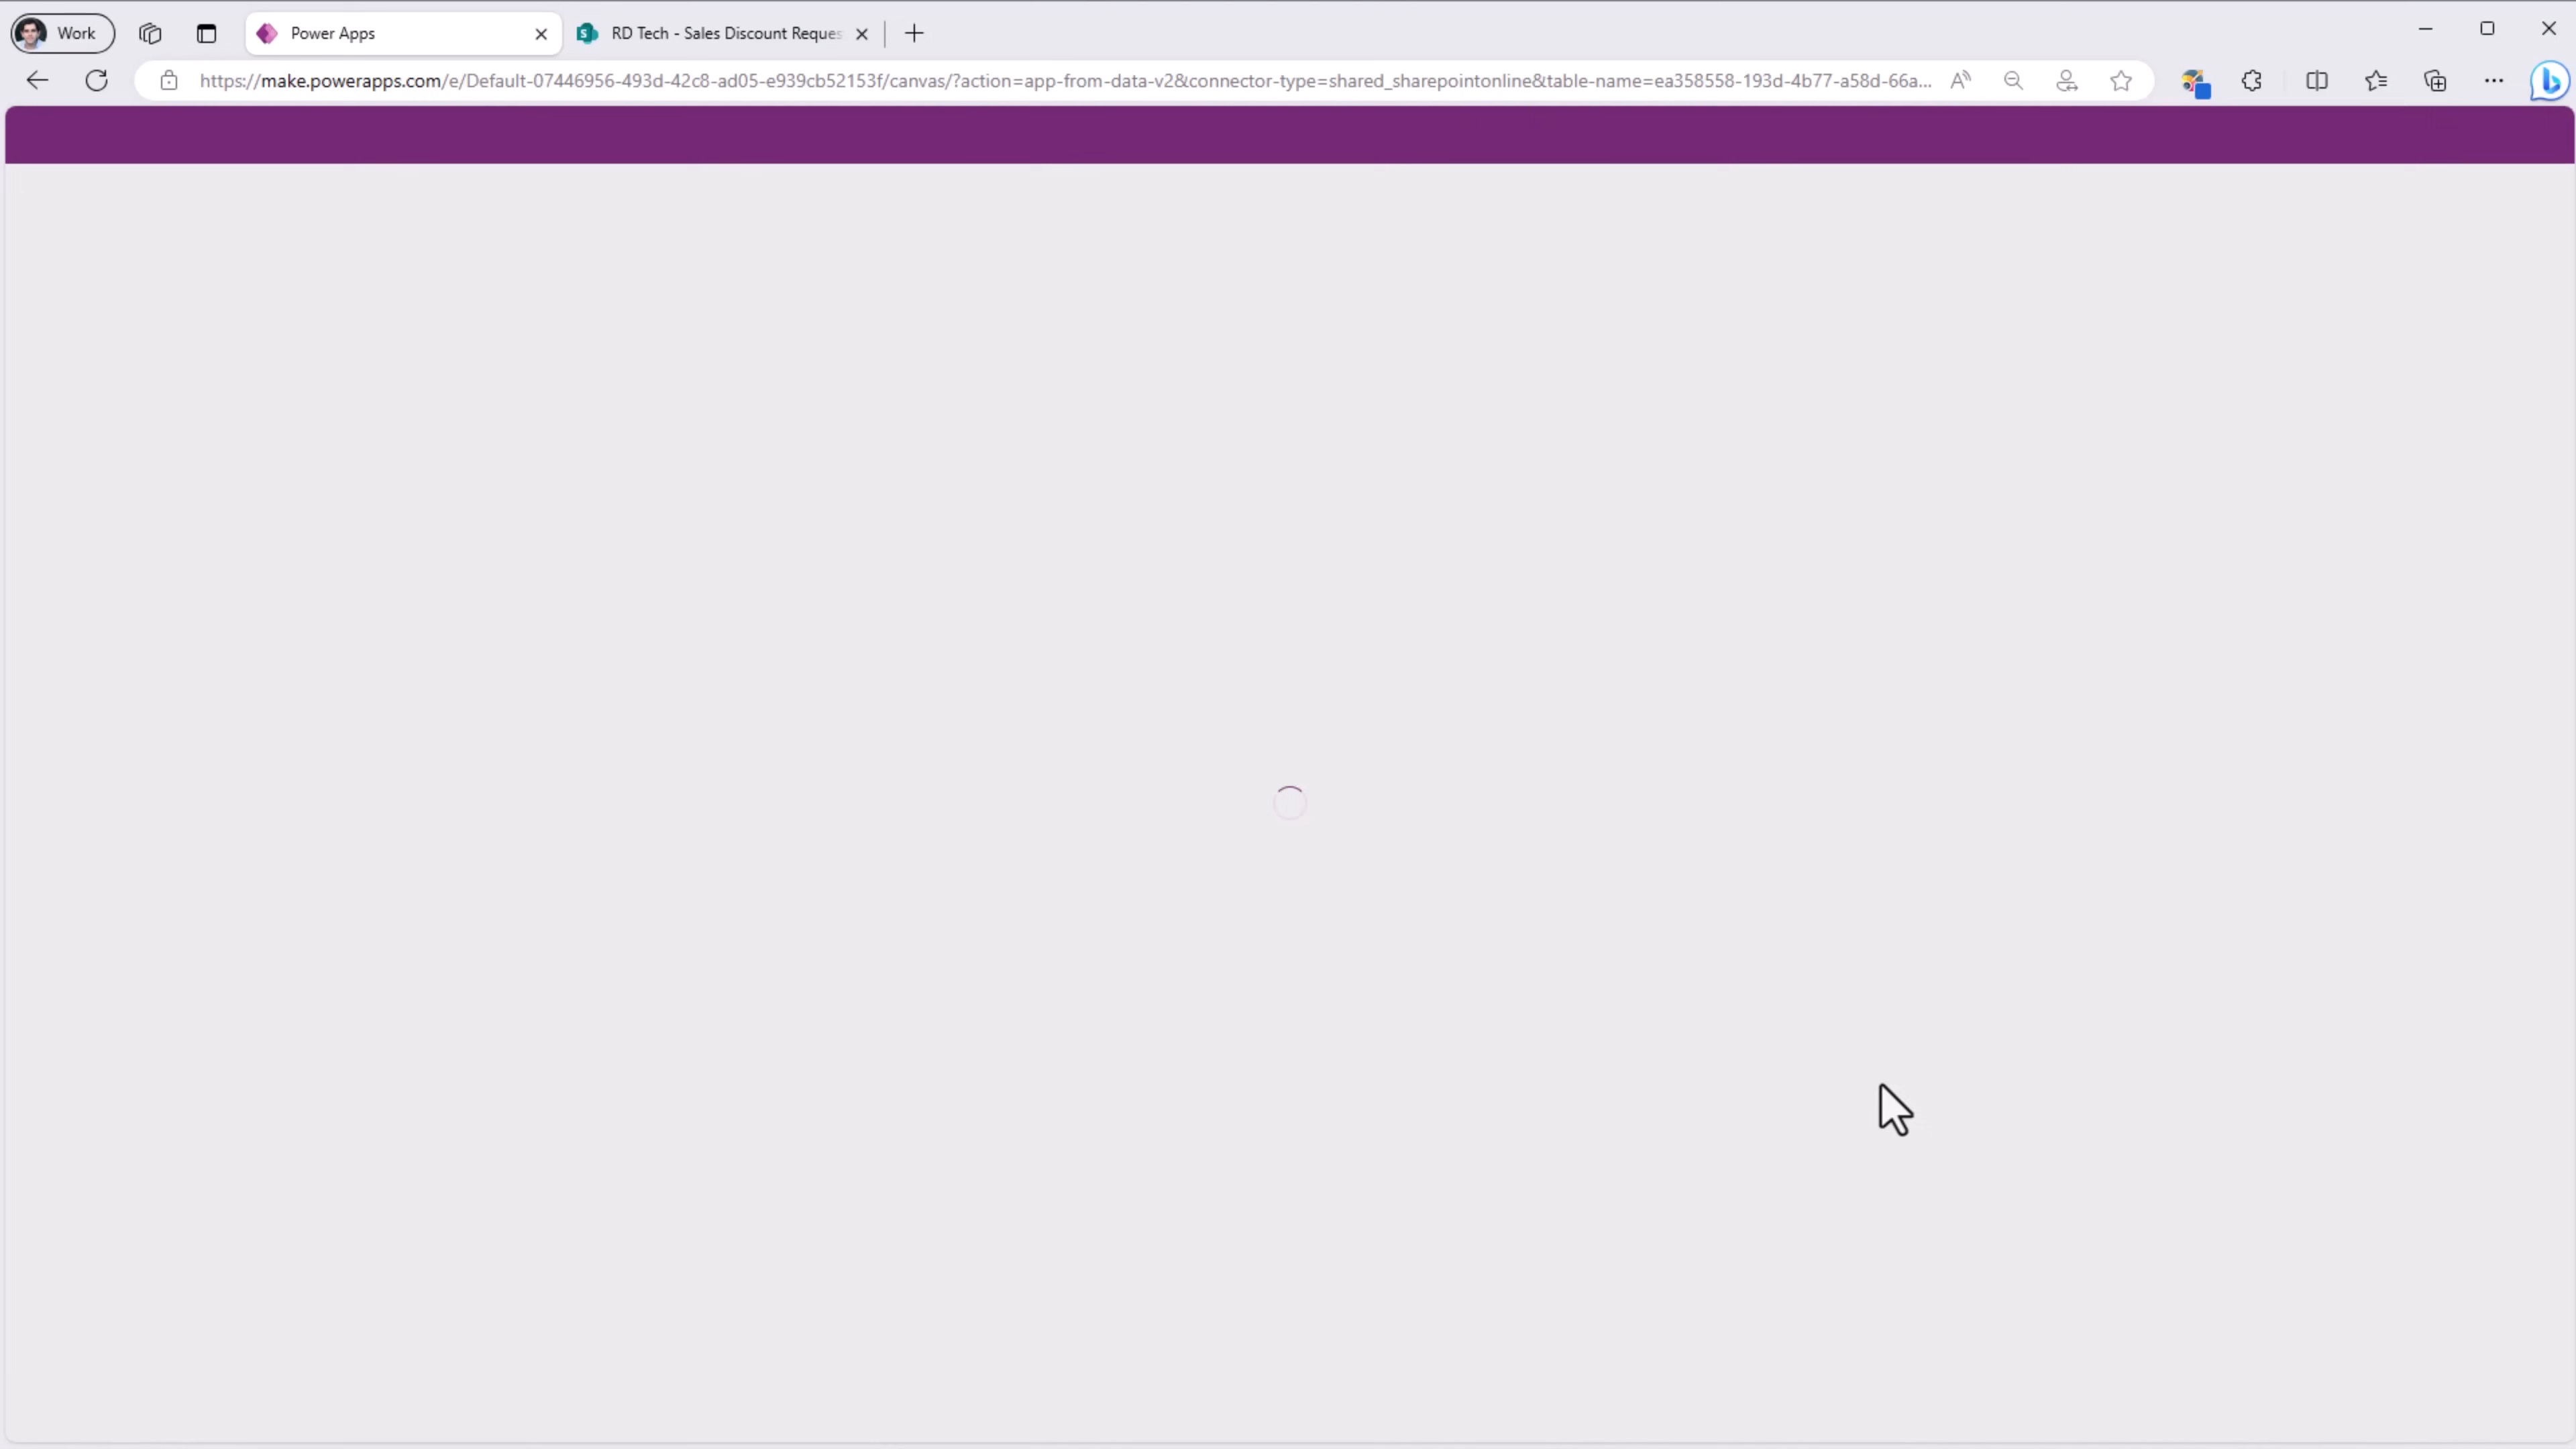 Work
Power Apps
RD Tech - Sales Discount Reques
https://make.powerapps.com/e/Default-07446956-493d-42c8-ad05-e939cb52153f/canvas/?action=app-from-data-v2&connector-type=shared_sharepointonline&table-name=ea358558-193d-4b77-a58d-66a...